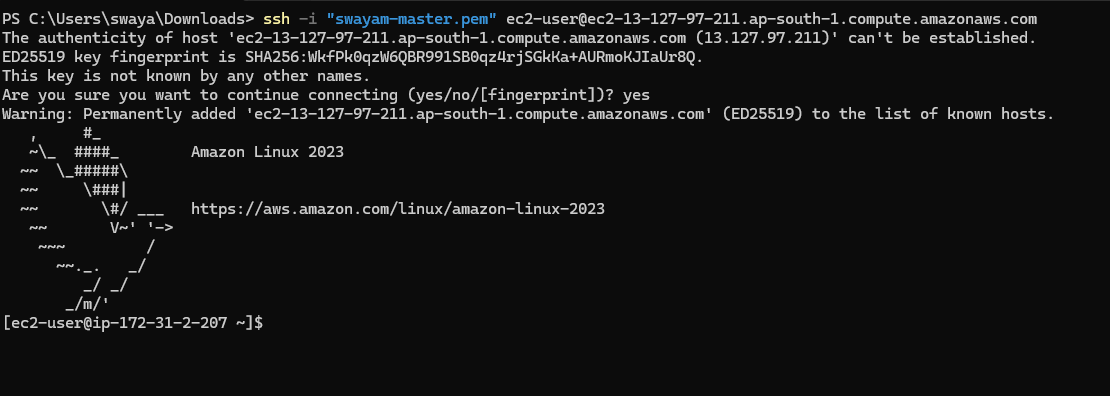 PS C:\Users\swaya\Downloads> ssh -i "swayam-master.pem" ec2-user@ec2-13-127-97-211.ap-south-1.compute.amazonaws.com
The authenticity of host 'ec2-13-127-97-211.ap-south-1.compute.amazonaws.com (13.127.97.211)' can't be established.
ED25519 key fingerprint is SHA256:WkfPk0qzW6QBR991SB0qz4rjSGkKa+AURmoKJIaUr8Q.
This key is not known by any other names.
Are you sure you want to continue connecting (yes/no/[fingerprint])? yes
Warning: Permanently added 'ec2-13-127-97-211.ap-south-1.compute.amazonaws.com' (ED25519) to the list of known hosts.
   ,     #_
   ~\_  ####_        Amazon Linux 2023
  ~~  \_#####\
  ~~     \###|
  ~~       \#/ ___   https://aws.amazon.com/linux/amazon-linux-2023
   ~~       V~' '->
    ~~~         /
      ~~._.   _/
         _/ _/
       _/m/'
[ec2-user@ip-172-31-2-207 ~]$